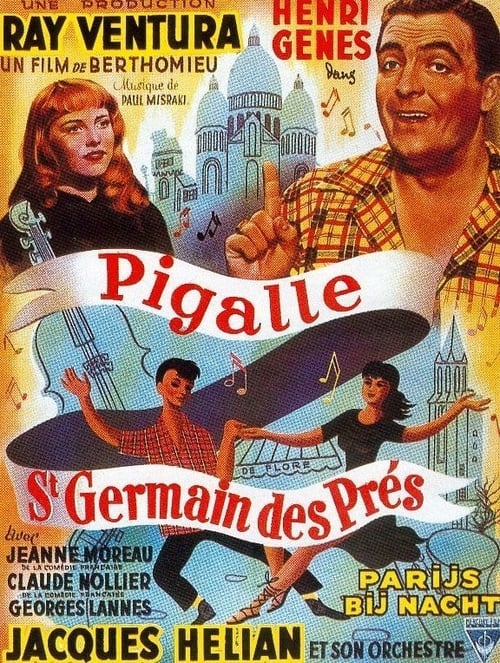 UNE PRODUCTION
RAY VENTURA
UN FILM DE BERTHOMIEU
Musique de
PAUL MISRAKI
HENRI
GENES
dans
Pigalle
DE FLORE
St Germain des Prés
avec
JEANNE MOREAU
DE LA COMÉDIE FRANÇAISE
CLAUDE NOLLIER
DE LA COMÉDIE FRANÇAISE
GEORGES LANNES
PARIJS
BIJ NACHT
JACQUES HELIAN ET SON ORCHESTRE